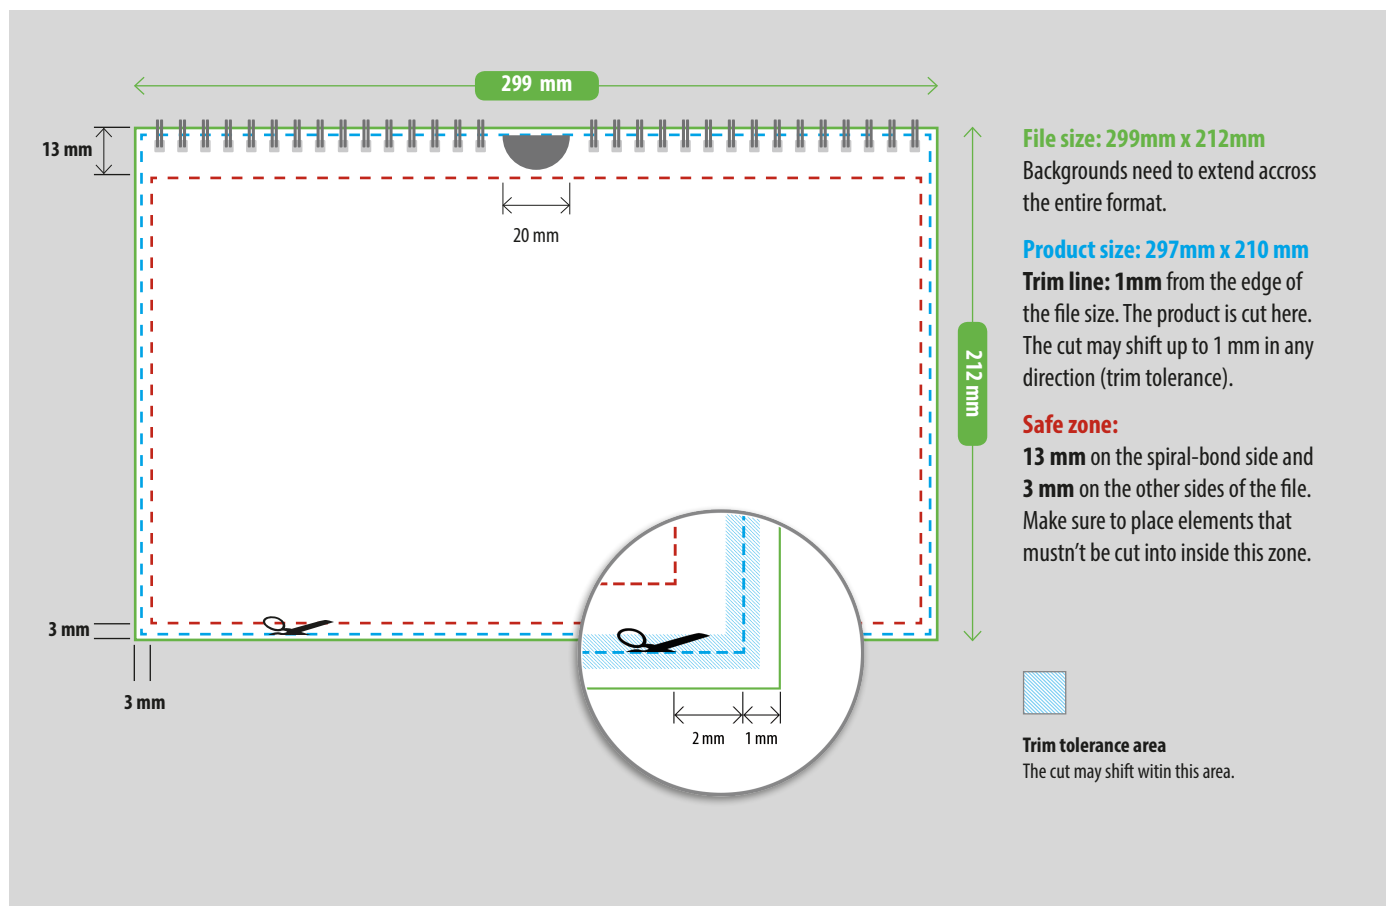 299 mm
13 mm
20 mm
212 mm
3 mm
3 mm
2 mm
1 mm
File size: 299mm x 212mm
Backgrounds need to extend accross
the entire format.
Product size: 297mm x 210 mm
Trim line: 1mm from the edge of
the file size. The product is cut here.
The cut may shift up to 1 mm in any
direction (trim tolerance).
Safe zone:
13 mm on the spiral-bond side and
3 mm on the other sides of the file.
Make sure to place elements that
mustn’t be cut into inside this zone.
Trim tolerance area
The cut may shift witin this area.